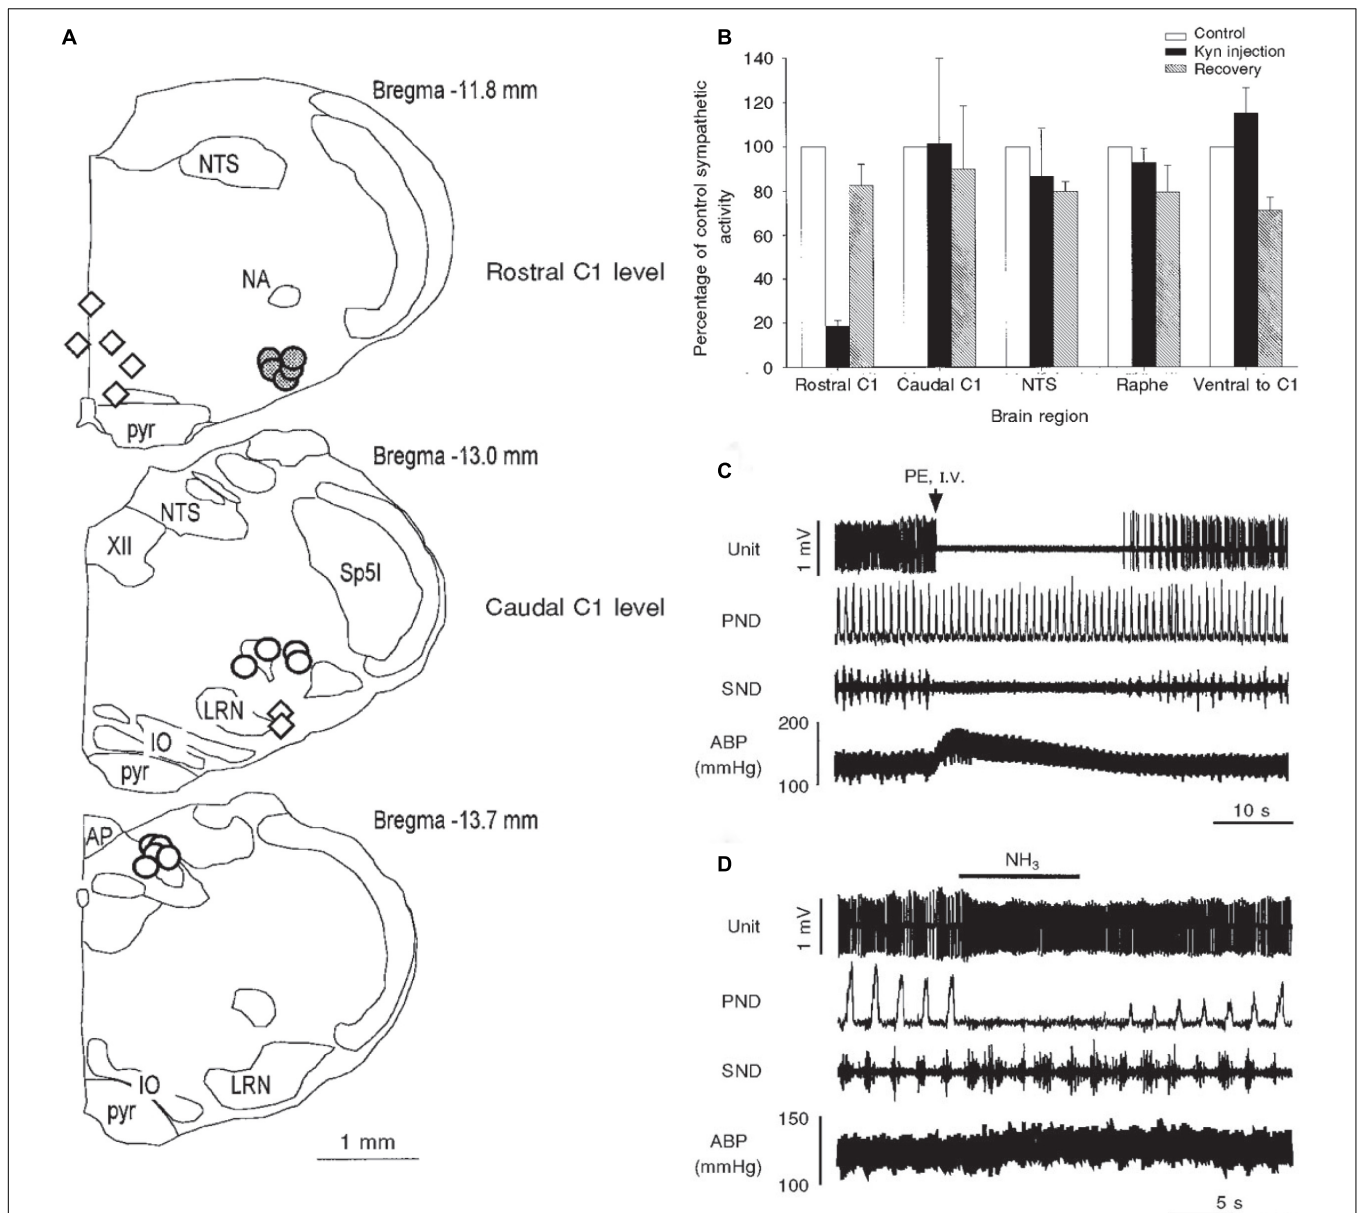 A
Bregma -11.8 mm
NTS
Rostral C1 level
NA
pyr
Bregma -13.0 mm
NTS
XII
Sp5I
Caudal C1 level
LRN
IO
pyr
Bregma -13.7 mm
AP
IO
LRN
pyr
1 mm
B
Control
Kyn injection
Recovery
Percentage of control sympathetic
activity
140
120
100
80
60
40
20
0
Rostral C1 Caudal C1 NTS Raphe Ventral to C1
Brain region
C
PE, I.V.
Unit
1 mV
PND
SND
ABP
(mmHg)
200
100
10 s
D
NH3
Unit
1 mV
PND
SND
ABP
(mmHg)
150
100
5 s